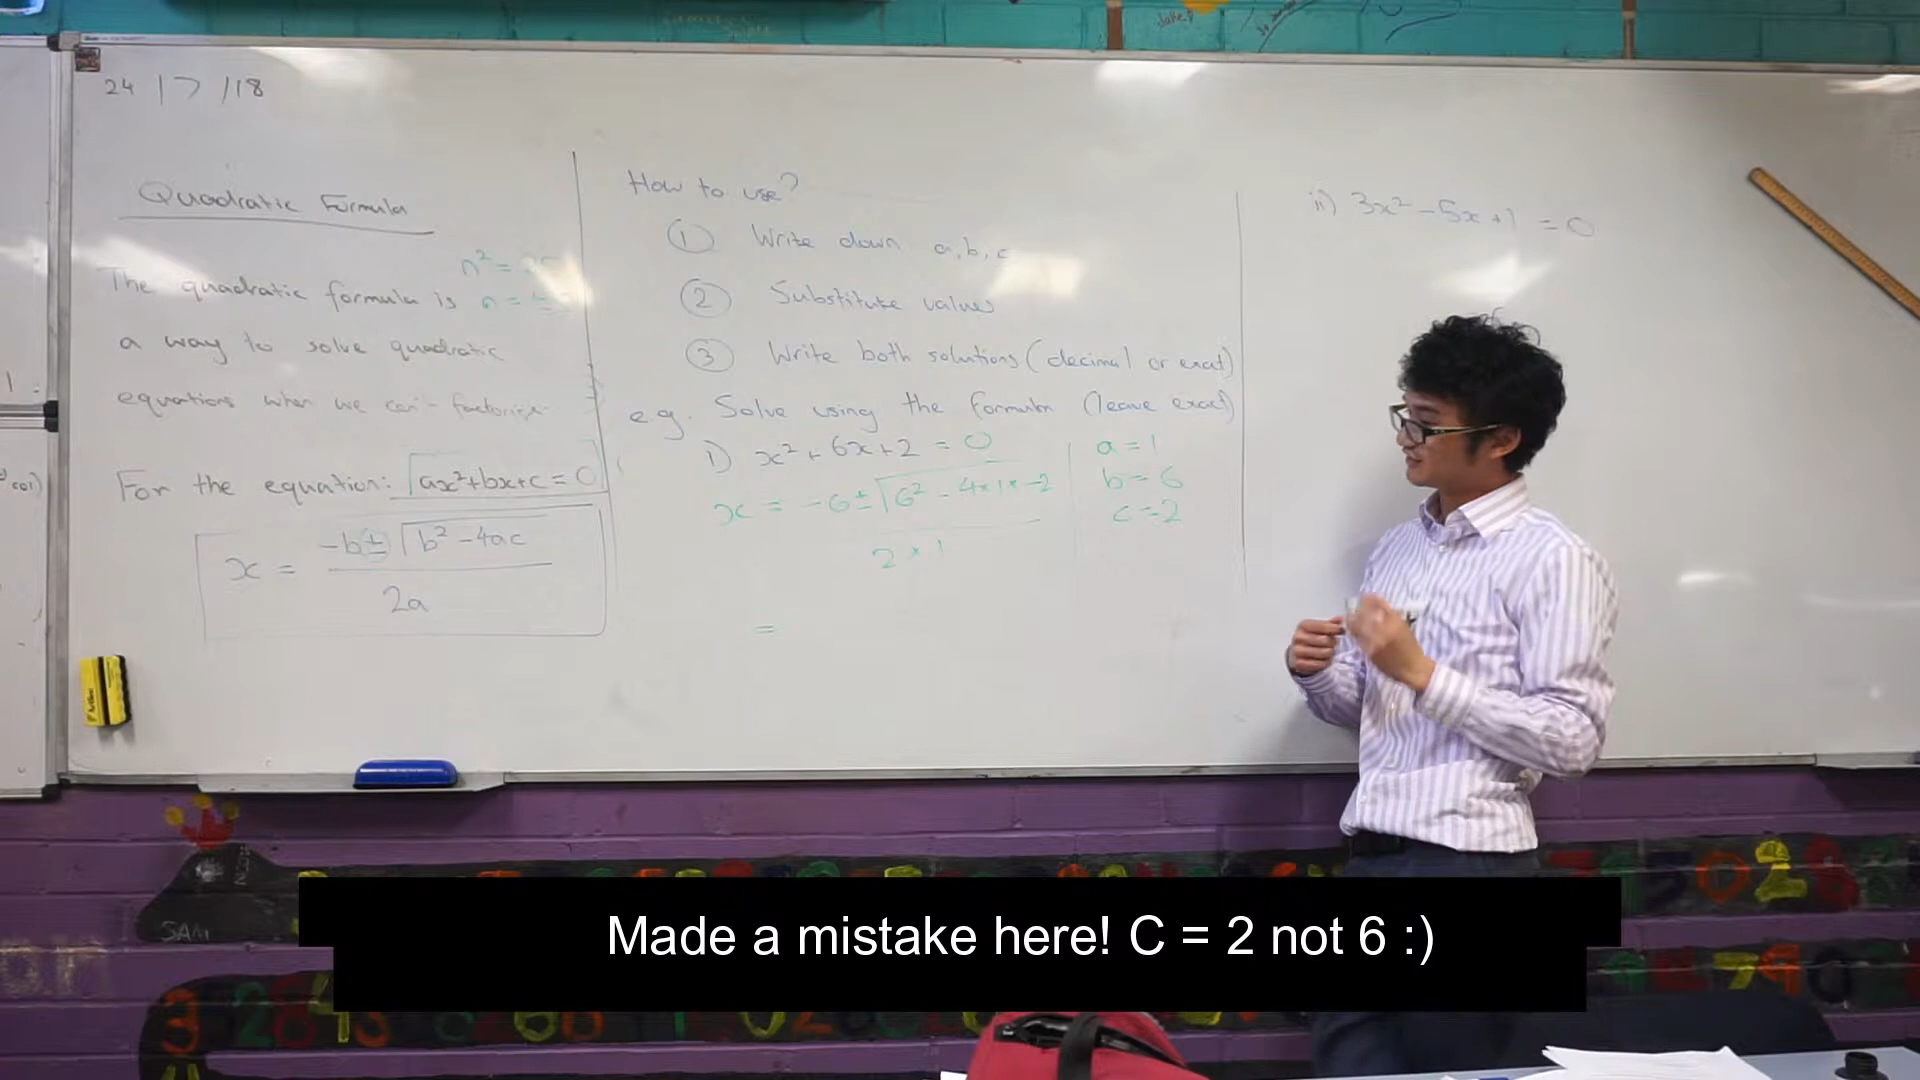 24 / 7 / 18
Quadratic Formula
n² =
n = ±
The quadratic formula is
a way to solve quadratic
equations when we can't factorise.
For the equation: ax²+bx+c = 0
x = -b ± √b² - 4ac
2a
How to use?
① Write down a, b, c
② Substitute values
③ Write both solutions (decimal or exact)
e.g. Solve using the formula (leave exact)
i) x² + 6x + 2 = 0
x = -6 ± √6² - 4×1×-2
2 × 1
=
a = 1
b = 6
c = 2
ii) 3x² - 5x + 1 = 0
SAM
Made a mistake here! C = 2 not 6 :)